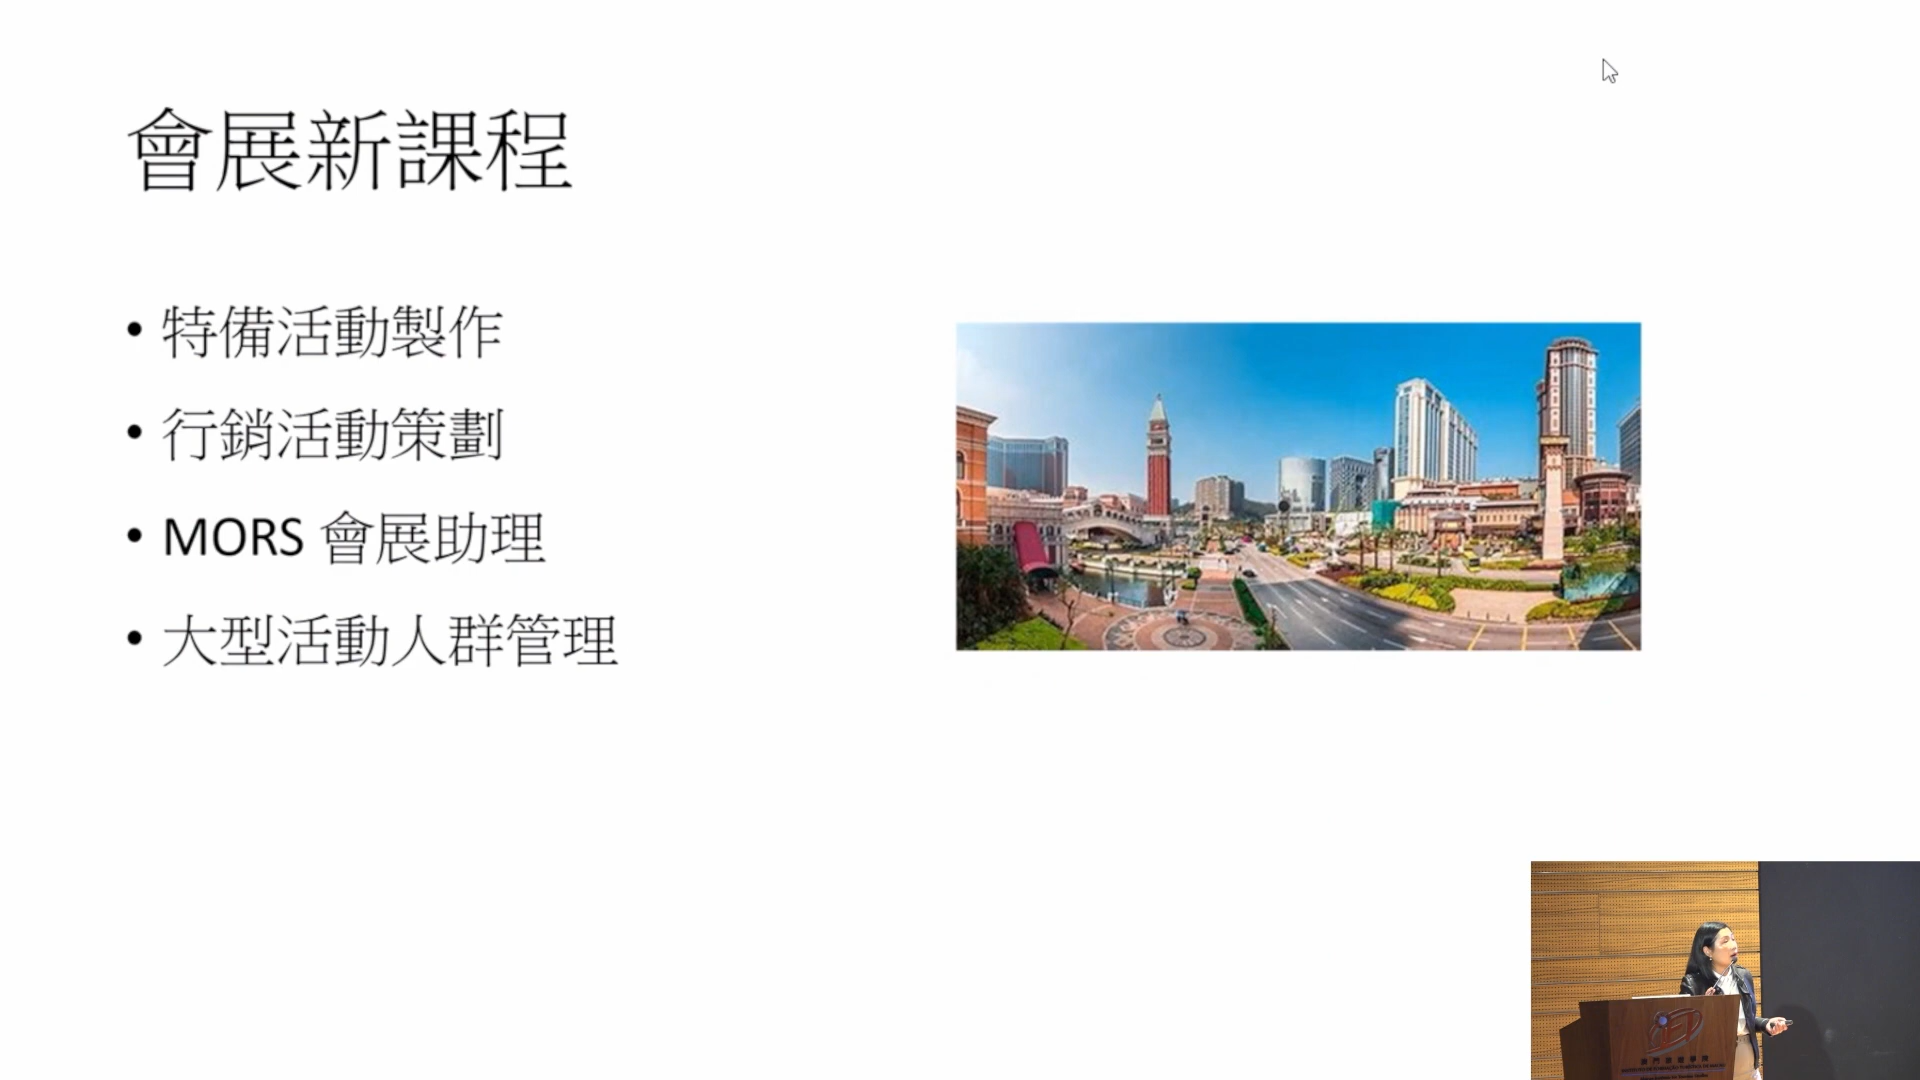 會展新課程
• 特備活動製作
• 行銷活動策劃
• MORS 會展助理
• 大型活動人群管理